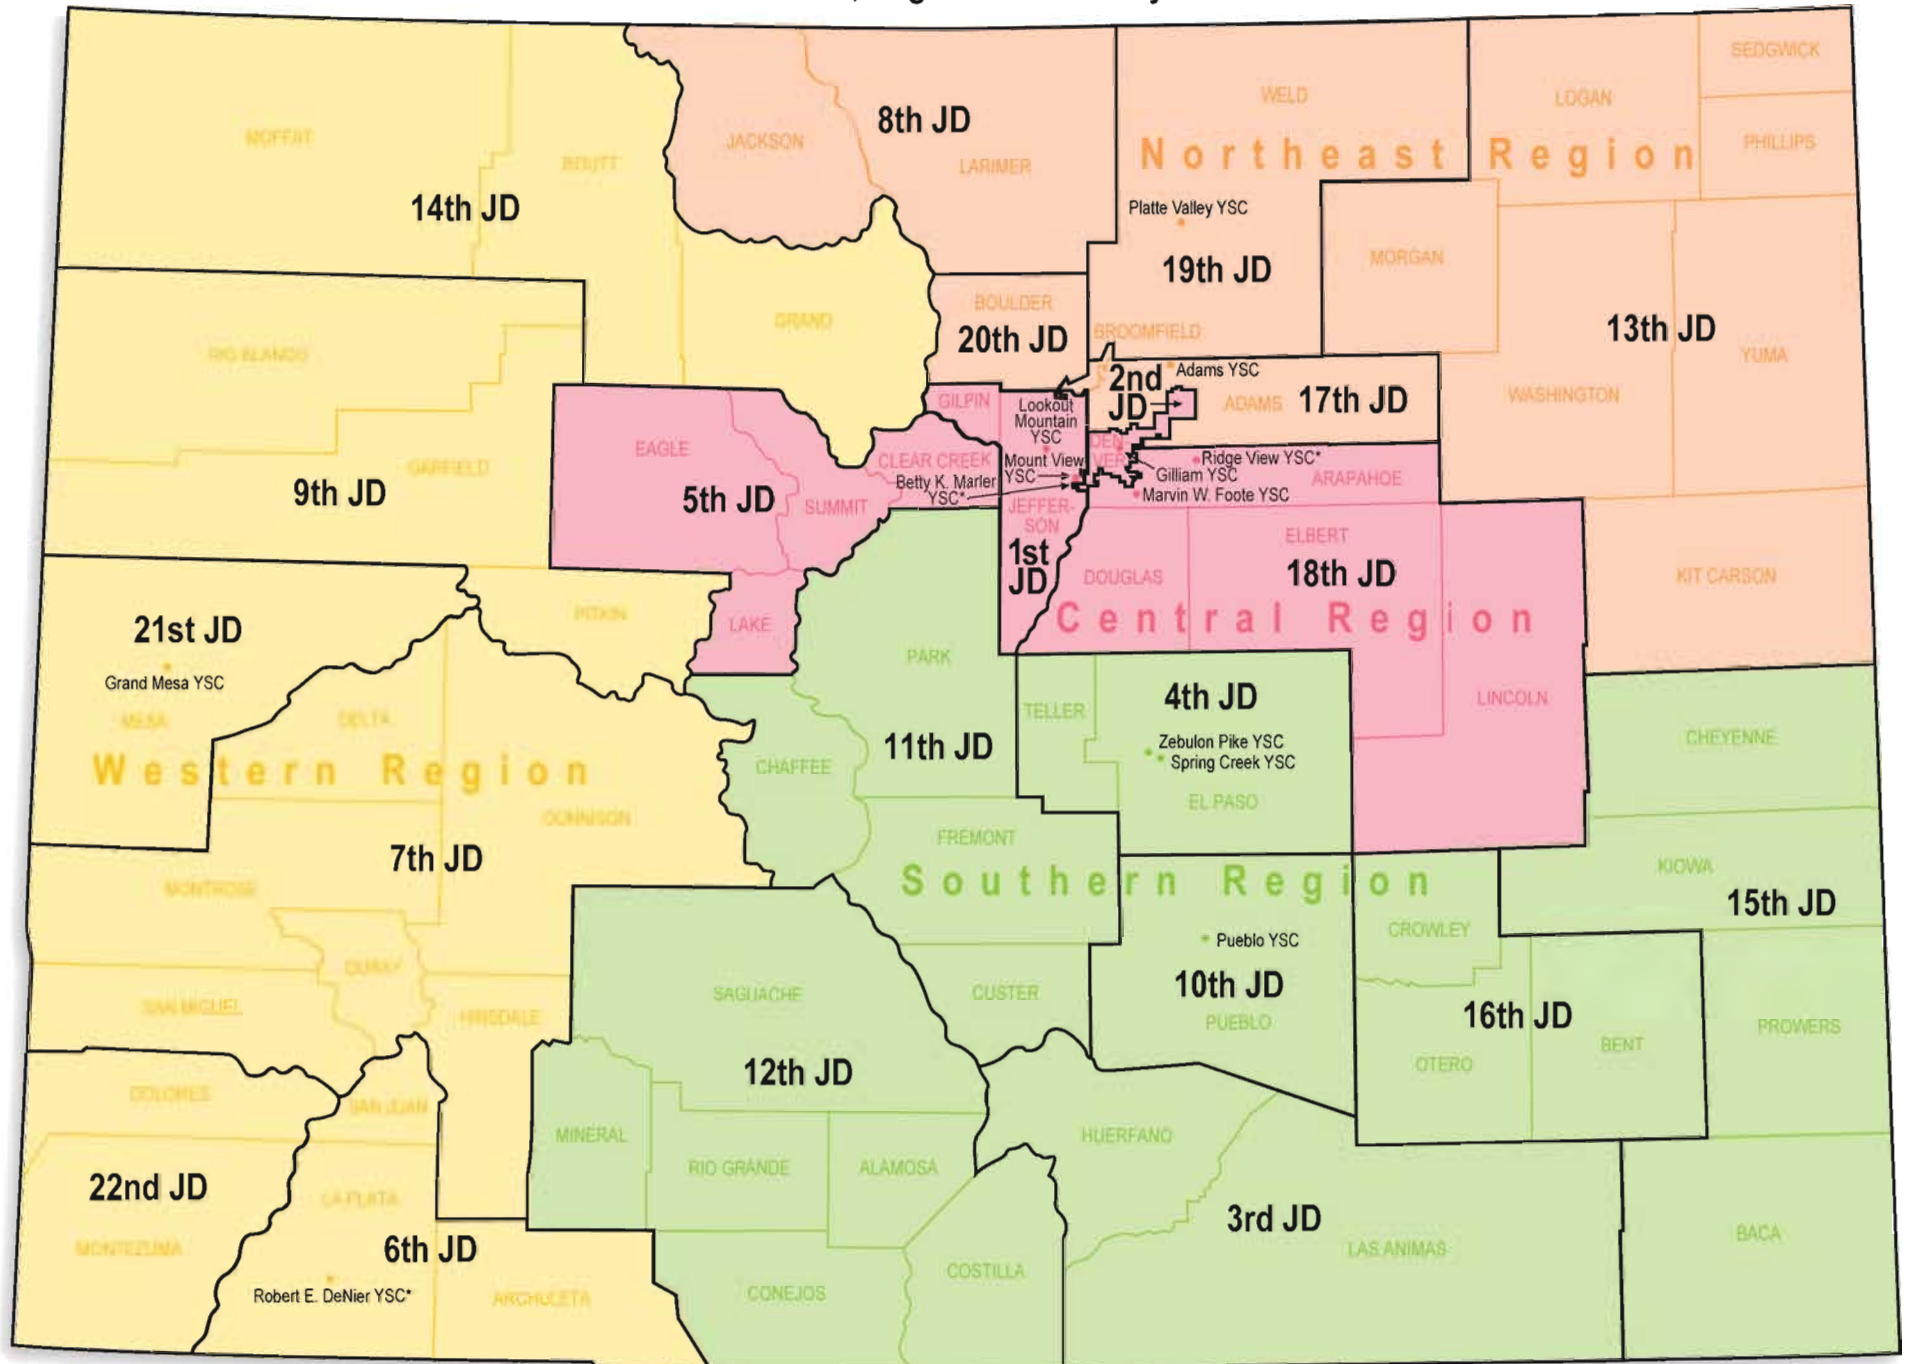 MOFFAT
ROUTT
14th JD
JACKSON
8th JD
LARIMER
WELD
LOGAN
SEDGWICK
PHILLIPS
Northeast Region
Platte Valley YSC
19th JD
MORGAN
13th JD
YUMA
WASHINGTON
KIT CARSON
RIO BLANCO
GARFIELD
9th JD
GRAND
BOULDER
20th JD
BROOMFIELD
2nd
JD
Adams YSC
ADAMS
17th JD
GILPIN
Lookout
Mountain
YSC
DEN
VER
EAGLE
5th JD
SUMMIT
CLEAR CREEK
Mount View
YSC
Betty K. Marler
YSC*
Ridge View YSC*
Gilliam YSC
Marvin W. Foote YSC
ARAPAHOE
JEFFER-
SON
1st
JD
DOUGLAS
ELBERT
18th JD
Central Region
LINCOLN
LAKE
21st JD
Grand Mesa YSC
MESA
PITKIN
DELTA
Western Region
GUNNISON
7th JD
MONTROSE
OURAY
SAN MIGUEL
HINSDALE
PARK
11th JD
CHAFFEE
TELLER
4th JD
Zebulon Pike YSC
Spring Creek YSC
EL PASO
FREMONT
Southern Region
CHEYENNE
KIOWA
15th JD
CROWLEY
Pueblo YSC
10th JD
PUEBLO
CUSTER
SAGUACHE
12th JD
16th JD
OTERO
BENT
PROWERS
DOLORES
SAN JUAN
22nd JD
MONTEZUMA
LA PLATA
6th JD
Robert E. DeNier YSC*
ARCHULETA
MINERAL
RIO GRANDE
ALAMOSA
CONEJOS
COSTILLA
HUERFANO
3rd JD
LAS ANIMAS
BACA